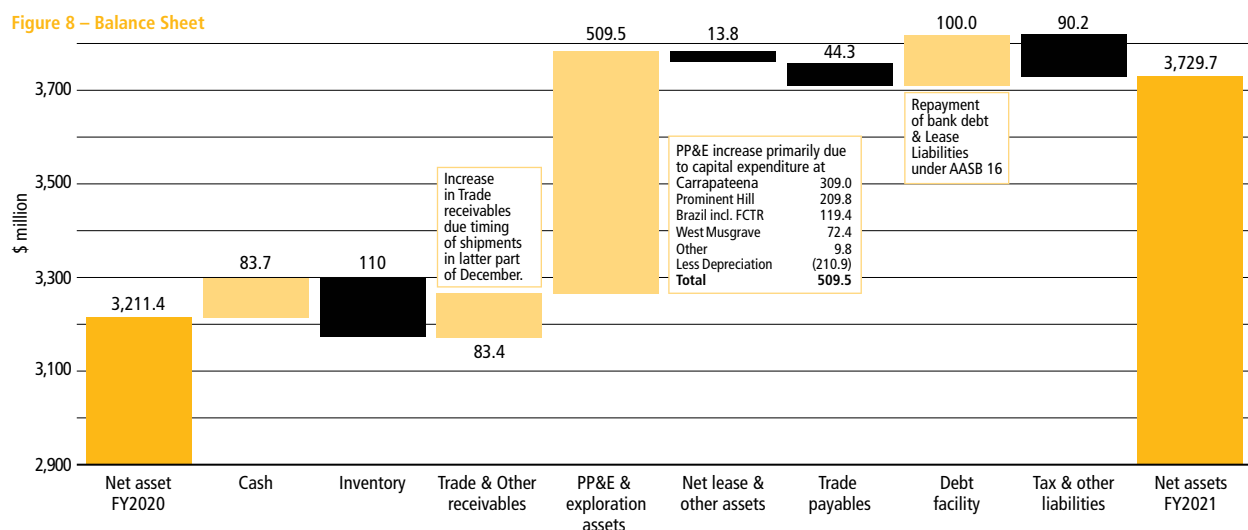 Figure 8 – Balance Sheet
$ million
3,700
3,500
3,300
3,100
2,900
3,211.4
83.7
110
83.4
509.5
13.8
44.3
100.0
90.2
3,729.7
Increase
in Trade
receivables
due timing
of shipments
in latter part
of December.
PP&E increase primarily due
to capital expenditure at
Carrapateena 309.0
Prominent Hill 209.8
Brazil incl. FCTR 119.4
West Musgrave 72.4
Other 9.8
Less Depreciation (210.9)
Total 509.5
Repayment
of bank debt
& Lease
Liabilities
under AASB 16
Net asset
FY2020
Cash
Inventory
Trade & Other
receivables
PP&E &
exploration
assets
Net lease &
other assets
Trade
payables
Debt
facility
Tax & other
liabilities
Net assets
FY2021